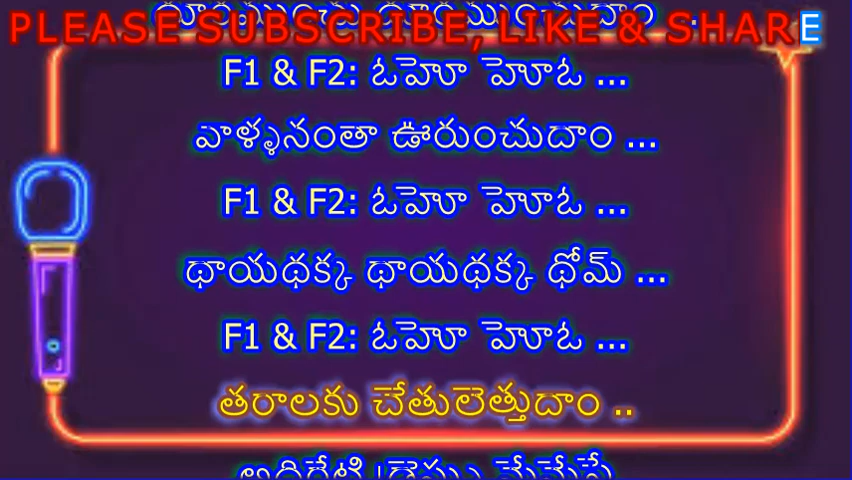 PLEASE SUBSCRIBE, LIKE & SHARE
F1 & F2: ఓహెూ హెూఓ ...
వాళ్ళనంతా ఊరుంచుదాం ...
F1 & F2: ఓహెూ హెూఓ ...
థాయథక్క థాయథక్క థోమ్ ...
F1 & F2: ఓహెూ హెూఓ ...
తరాలకు చేతులెత్తుదాం ..